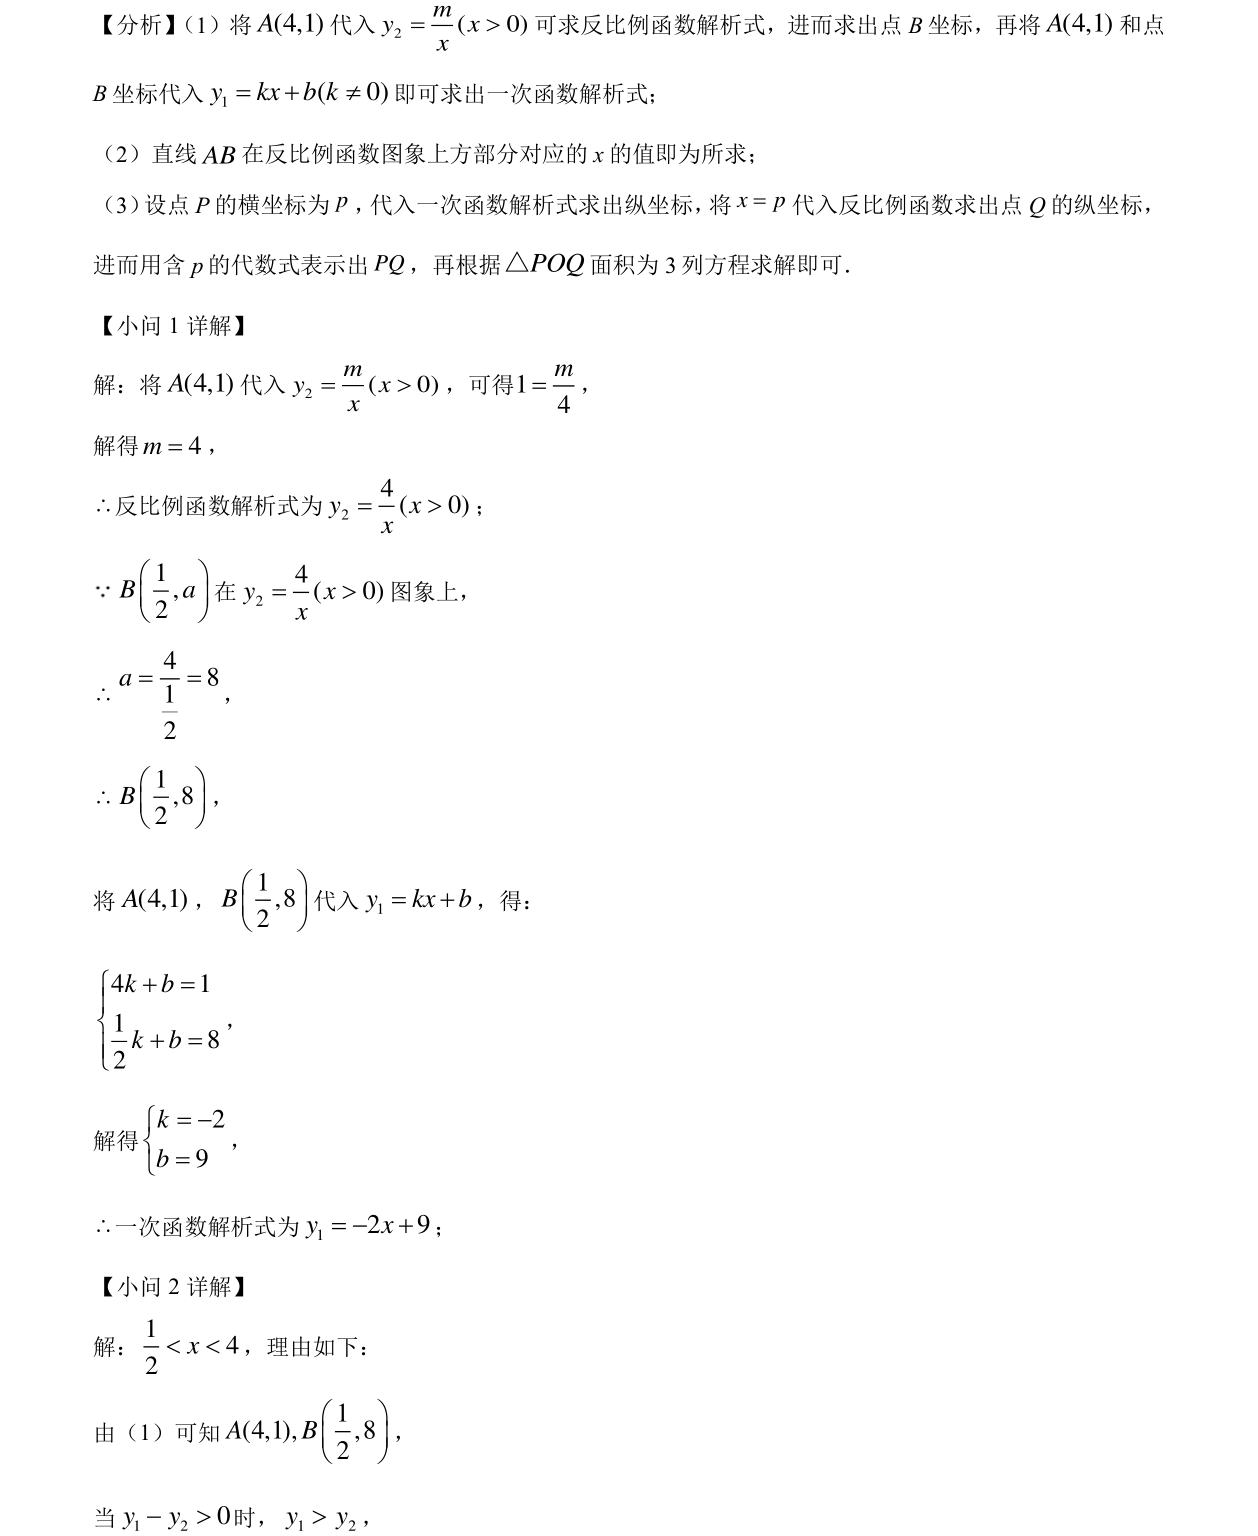 【分析】（1）将 A(4,1) 代入 y₂ = m/x (x > 0) 可求反比例函数解析式，进而求出点 B 坐标，再将 A(4,1) 和点
B 坐标代入 y₁ = kx + b(k ≠ 0) 即可求出一次函数解析式；
（2）直线 AB 在反比例函数图象上方部分对应的 x 的值即为所求；
（3）设点 P 的横坐标为 p，代入一次函数解析式求出纵坐标，将 x = p 代入反比例函数求出点 Q 的纵坐标，
进而用含 p 的代数式表示出 PQ，再根据 △POQ 面积为 3 列方程求解即可．
【小问 1 详解】
解：将 A(4,1) 代入 y₂ = m/x (x > 0)，可得 1 = m/4，
解得 m = 4，
∴反比例函数解析式为 y₂ = 4/x (x > 0)；
∵ B(1/2, a) 在 y₂ = 4/x (x > 0) 图象上，
∴ a = 4/(1/2) = 8，
∴ B(1/2, 8)，
将 A(4,1)，B(1/2, 8) 代入 y₁ = kx + b，得：
{4k + b = 1
1/2 k + b = 8，
解得 {k = −2
b = 9，
∴一次函数解析式为 y₁ = −2x + 9；
【小问 2 详解】
解：1/2 < x < 4，理由如下：
由（1）可知 A(4,1), B(1/2, 8)，
当 y₁ − y₂ > 0 时，y₁ > y₂，